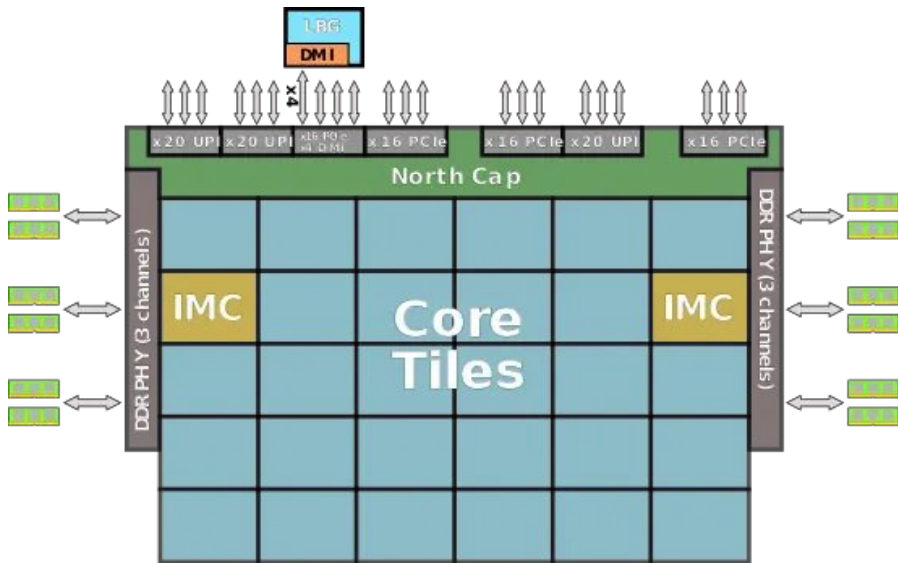 LBG
DMI
x4
x20 UPI
x20 UPI
x16 PCIe
x4 DMI
x16 PCIe
x16 PCIe
x20 UPI
x16 PCIe
North Cap
DDR PHY (3 channels)
DDR PHY (3 channels)
IMC
IMC
Core
Tiles